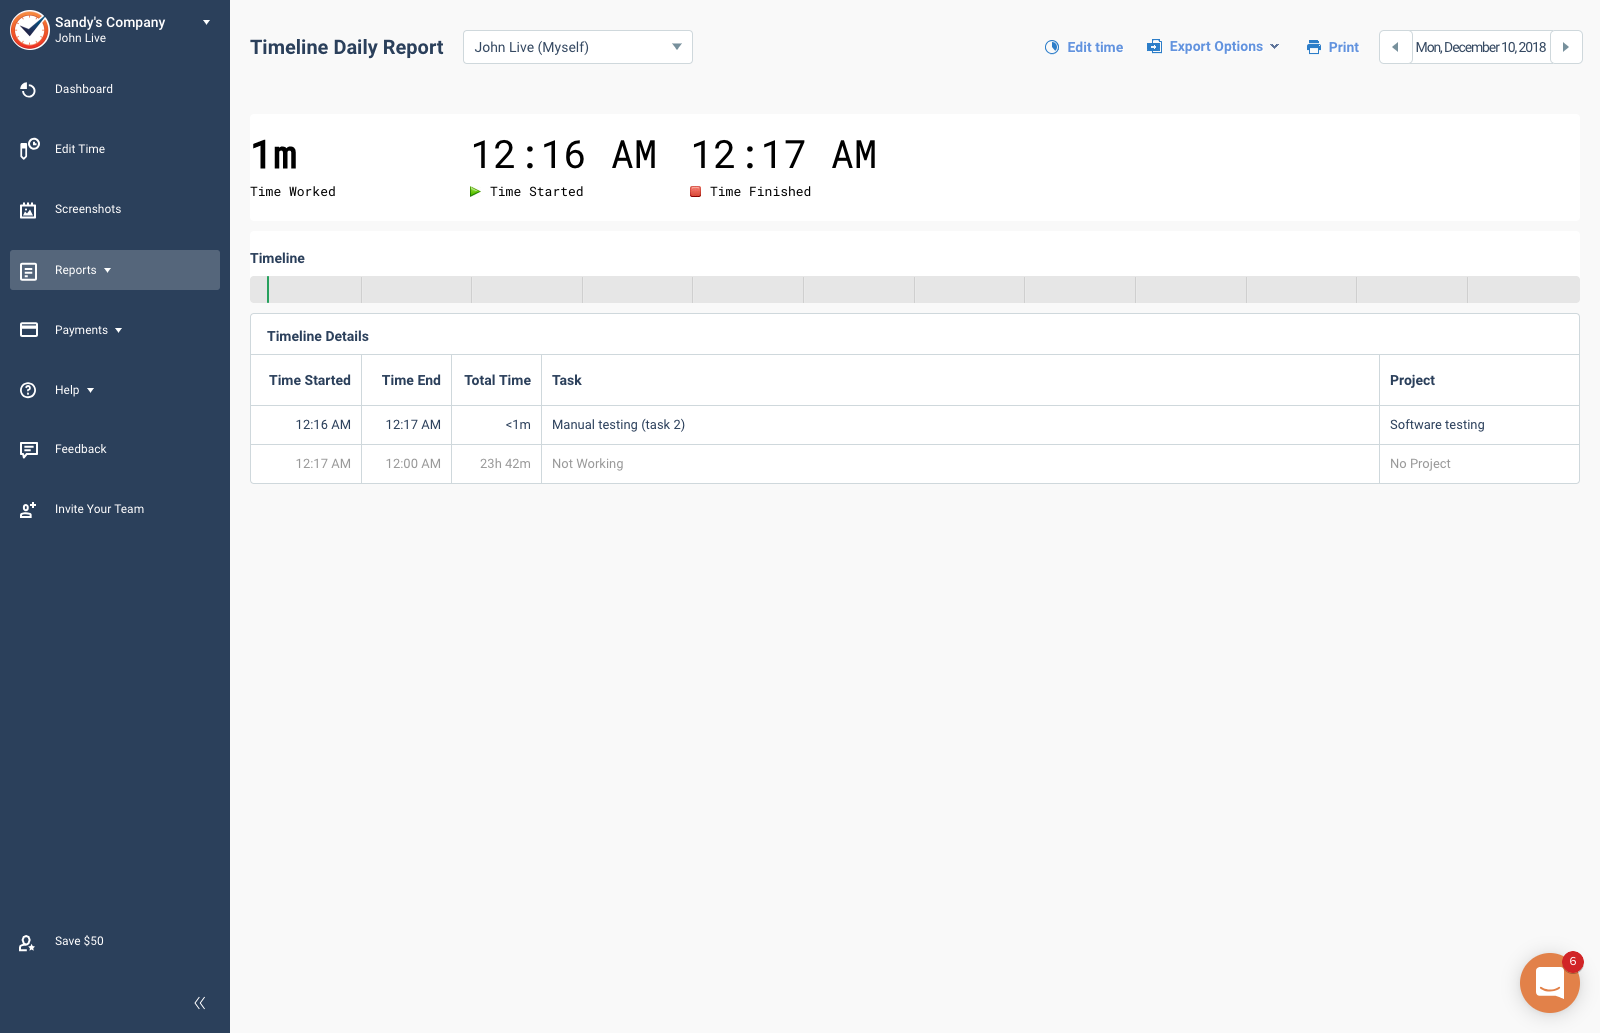 Sandy's Company
John Live
Dashboard
Edit Time
Screenshots
Reports
Payments
Help
Feedback
Invite Your Team
Save $50
Timeline Daily Report
John Live (Myself)
Edit time
Export Options
Print
Mon, December 10, 2018
1m
Time Worked
12:16 AM
Time Started
12:17 AM
Time Finished
Timeline
Timeline Details
Time Started Time End Total Time Task Project
12:16 AM 12:17 AM <1m Manual testing (task 2) Software testing
12:17 AM 12:00 AM 23h 42m Not Working No Project
6